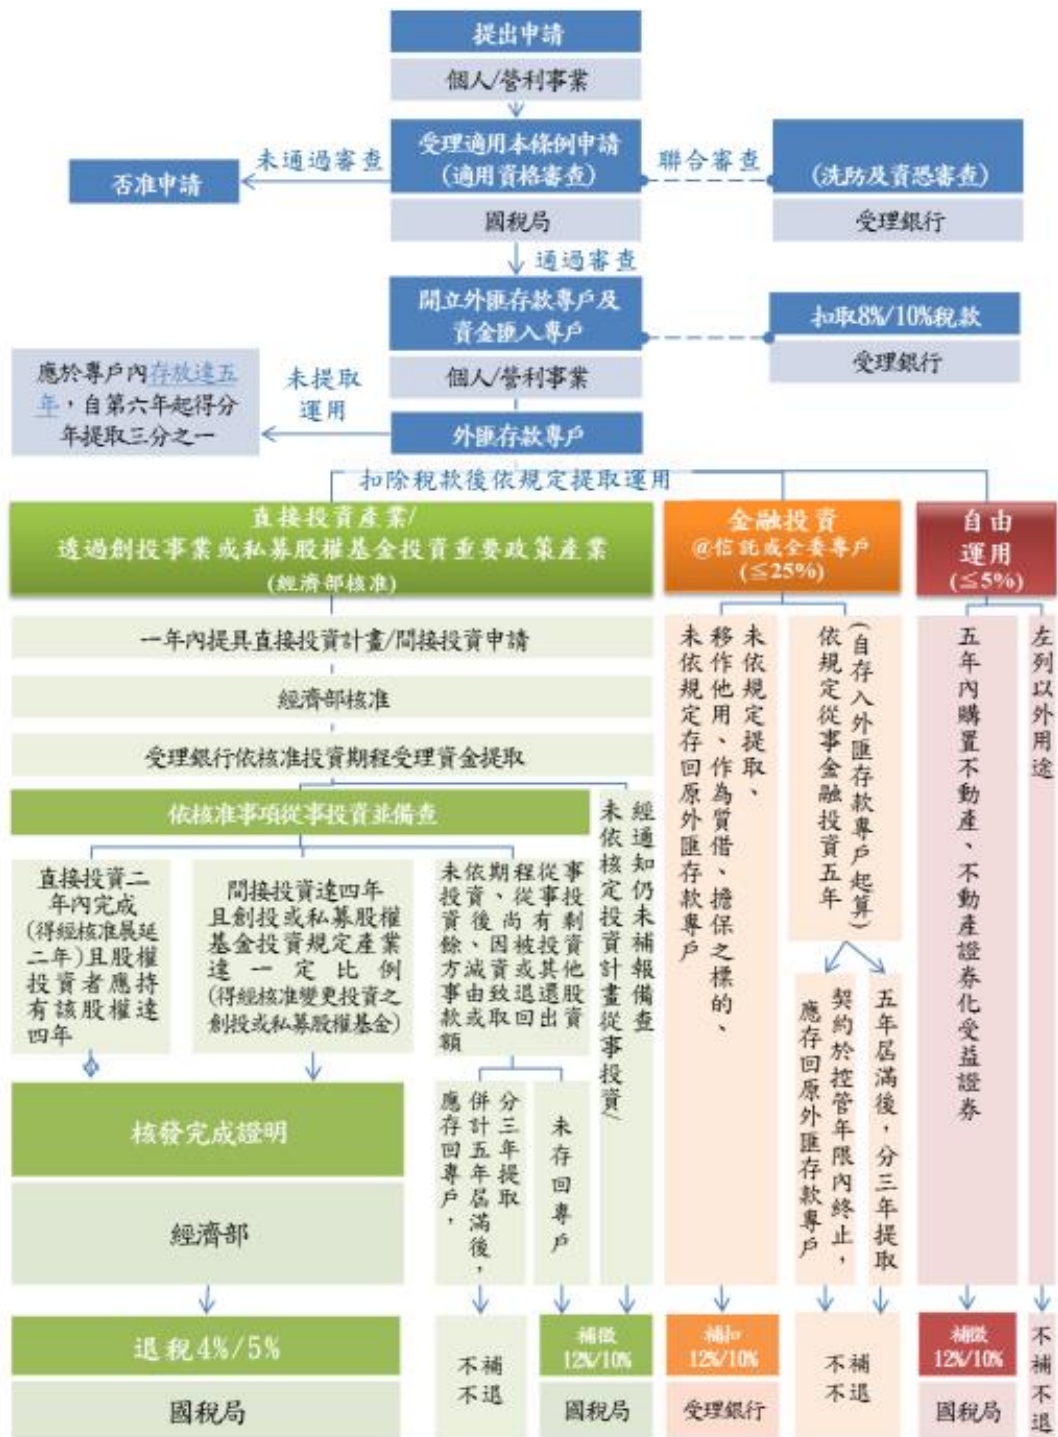 提出申請
個人/營利事業
受理適用本條例申請
(適用資格審查)
國稅局
未通過審查
否准申請
聯合審查
(洗防及資恐審查)
受理銀行
通過審查
開立外匯存款專戶及
資金匯入專戶
個人/營利事業
扣取8%/10%稅款
受理銀行
外匯存款專戶
未提取
運用
應於專戶內存放達五
年，自第六年起得分
年提取三分之一
扣除稅款後依規定提取運用
直接投資產業/
透過創投事業或私募股權基金投資重要政策產業
(經濟部核准)
一年內提具直接投資計畫/間接投資申請
經濟部核准
受理銀行依核准投資期程受理資金提取
依核准事項從事投資並備查
直接投資二
年內完成
(得經核准展延
二年)且股權
投資者應持
有該股權達
四年
間接投資達四年
且創投或私募股權
基金投資規定產業
達一定比例
(得經核准變更投資之
創投或私募股權基金)
未依期程從事
投資、從事投
資後尚有剩
餘、因被投資
方減資或其他
事由致退還股
款或取回出資
額
未依核定投資計畫從事投資/
經通知仍未補報備查
核發完成證明
經濟部
退稅4%/5%
國稅局
應存回專戶，
併計五年屆滿後，
分三年提取
不補
不退
未存回專戶
補徵
12%/10%
國稅局
金融投資
@信託或全委專戶
(≦25%)
未依規定提取、
移作他用、作為質借、擔保之標的、
未依規定存回原外匯存款專戶
補扣
12%/10%
受理銀行
(自存入外匯存款專戶起算)
依規定從事金融投資五年
契約於控管年限內終止，
應存回原外匯存款專戶
五年屆滿後，分三年提取
不補
不退
自由
運用
(≦5%)
五年內購置不動產、不動產證券化受益證券
補徵
12%/10%
國稅局
左列以外用途
不補不退